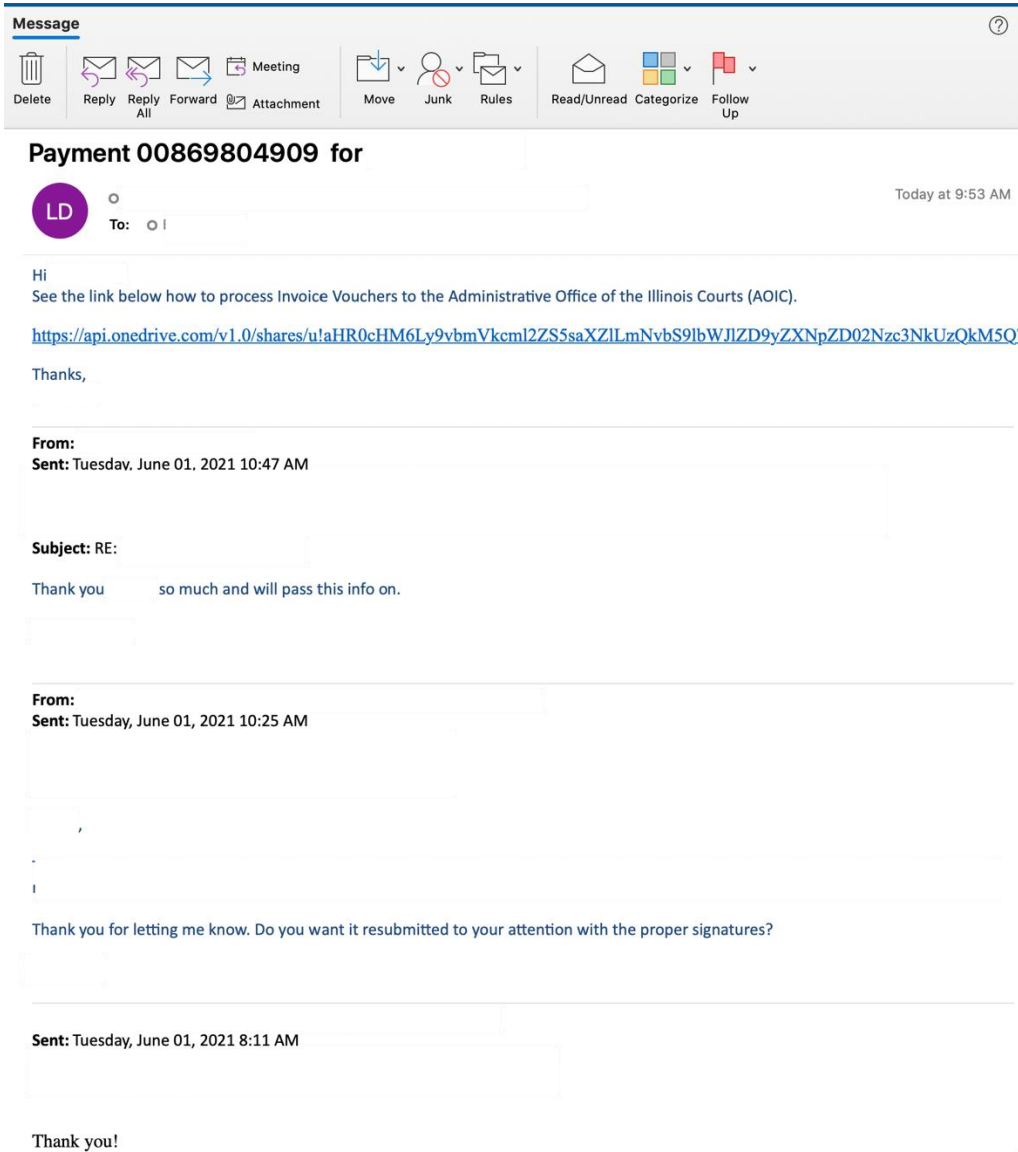 Message
Delete
Reply
Reply All
Forward
Meeting
Attachment
Move
Junk
Rules
Read/Unread
Categorize
Follow Up
Payment 00869804909 for
LD
Today at 9:53 AM
To:
Hi
See the link below how to process Invoice Vouchers to the Administrative Office of the Illinois Courts (AOIC).
https://api.onedrive.com/v1.0/shares/u!aHR0cHM6Ly9vbmVkcml2ZS5saXZlLmNvbS9lbWJlZD9yZXNpZD02Nzc3NkUzQkM5Q
Thanks,
From:
Sent: Tuesday, June 01, 2021 10:47 AM
Subject: RE:
Thank you so much and will pass this info on.
From:
Sent: Tuesday, June 01, 2021 10:25 AM
,
Thank you for letting me know. Do you want it resubmitted to your attention with the proper signatures?
Sent: Tuesday, June 01, 2021 8:11 AM
Thank you!